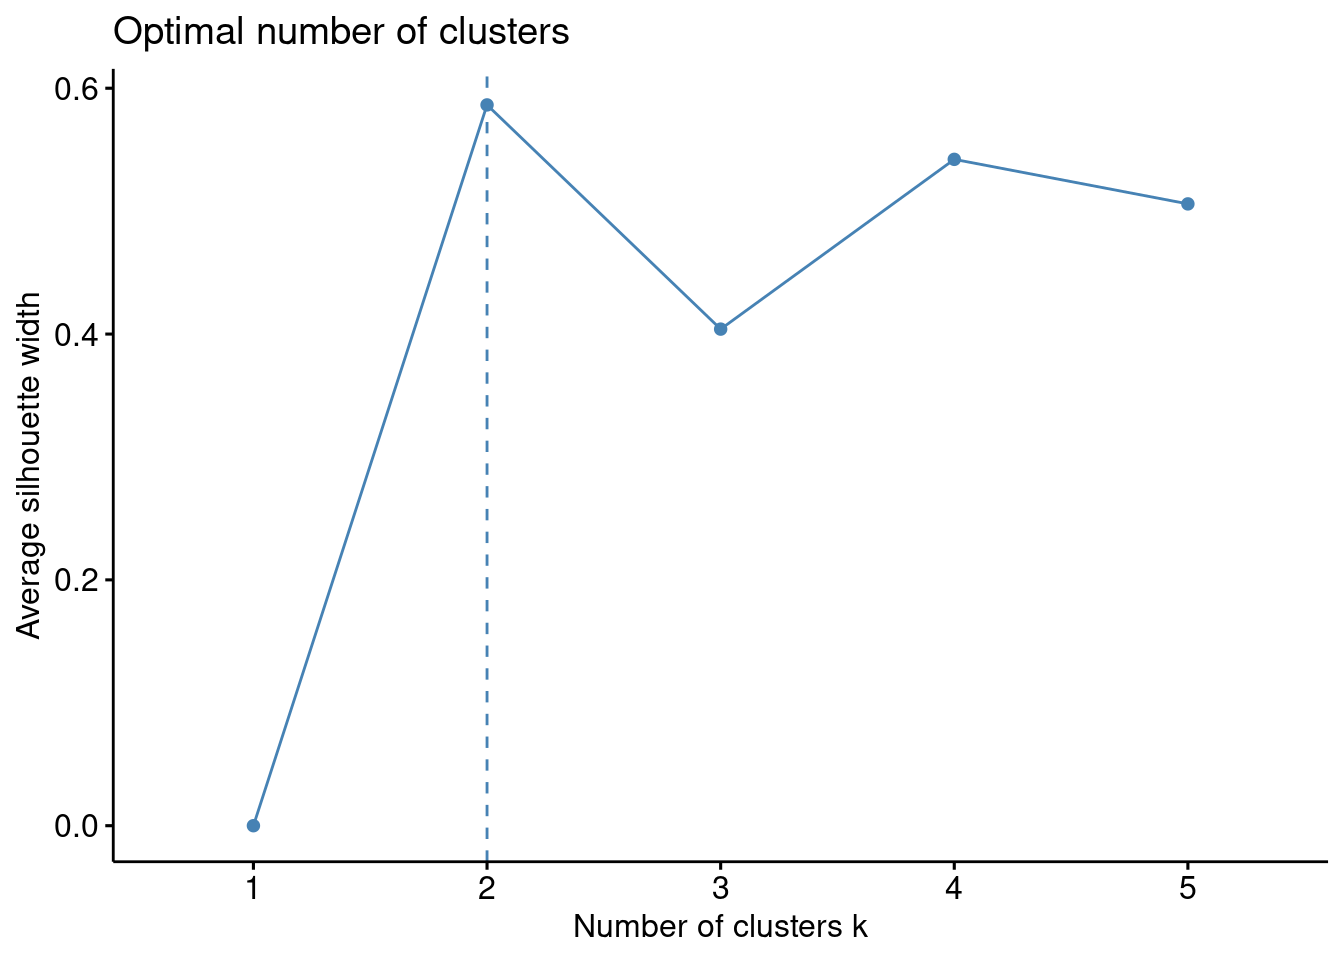 Optimal number of clusters
0.6
0.4
0.2
0.0
Average silhouette width
1 2 3 4 5
Number of clusters k